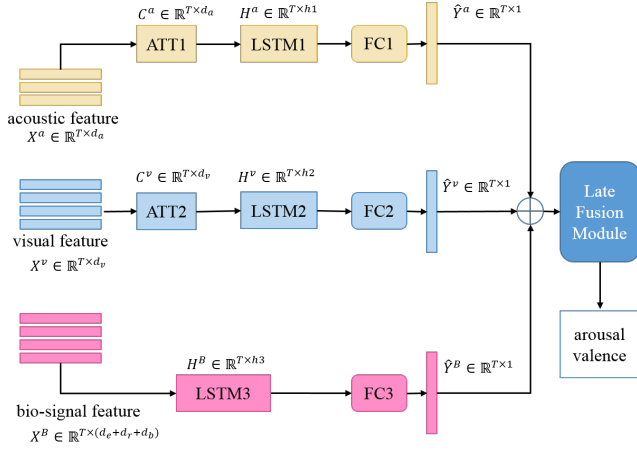 C^a ∈ ℝ^{T×d_a}
H^a ∈ ℝ^{T×h1}
Ŷ^a ∈ ℝ^{T×1}
ATT1
LSTM1
FC1
acoustic feature
X^a ∈ ℝ^{T×d_a}
C^v ∈ ℝ^{T×d_v}
H^v ∈ ℝ^{T×h2}
Ŷ^v ∈ ℝ^{T×1}
ATT2
LSTM2
FC2
visual feature
X^v ∈ ℝ^{T×d_v}
Late
Fusion
Module
H^B ∈ ℝ^{T×h3}
Ŷ^B ∈ ℝ^{T×1}
LSTM3
FC3
arousal
valence
bio-signal feature
X^B ∈ ℝ^{T×(d_e+d_r+d_b)}